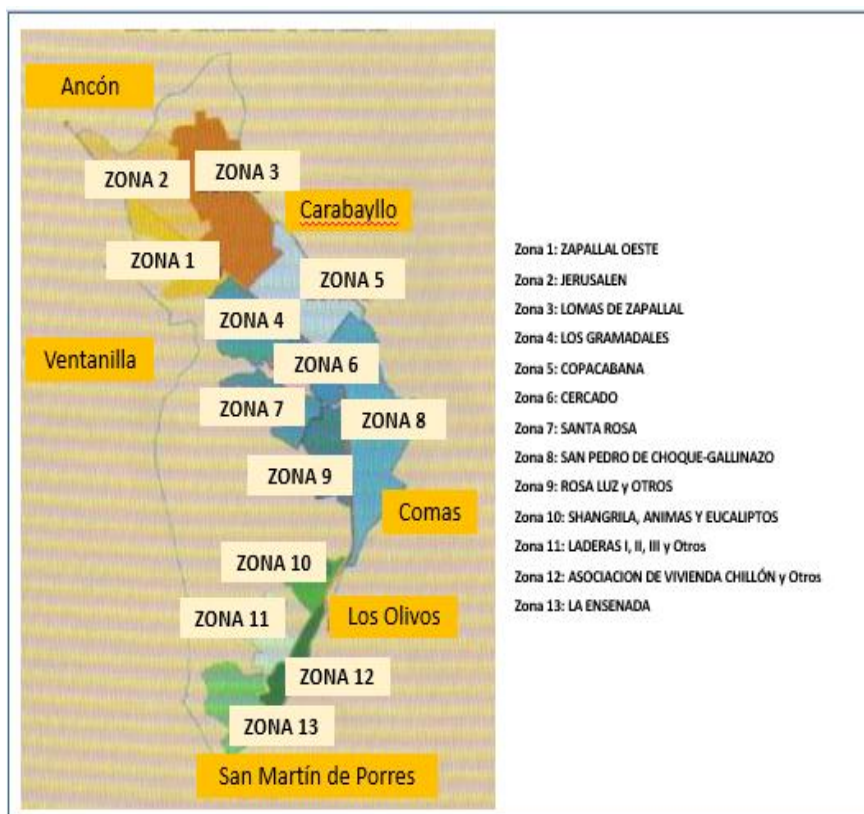 Ancón
ZONA 2
ZONA 3
Carabayllo
ZONA 1
ZONA 5
ZONA 4
Ventanilla
ZONA 6
ZONA 7
ZONA 8
ZONA 9
Comas
ZONA 10
ZONA 11
Los Olivos
ZONA 12
ZONA 13
San Martín de Porres
Zona 1: ZAPALLAL OESTE
Zona 2: JERUSALEN
Zona 3: LOMAS DE ZAPALLAL
Zona 4: LOS GRAMADALES
Zona 5: COPACABANA
Zona 6: CERCADO
Zona 7: SANTA ROSA
Zona 8: SAN PEDRO DE CHOQUE-GALLINAZO
Zona 9: ROSA LUZ y OTROS
Zona 10: SHANGRILA, ANIMAS Y EUCALIPTOS
Zona 11: LADERAS I, II, III y Otros
Zona 12: ASOCIACION DE VIVIENDA CHILLÓN y Otros
Zona 13: LA ENSENADA